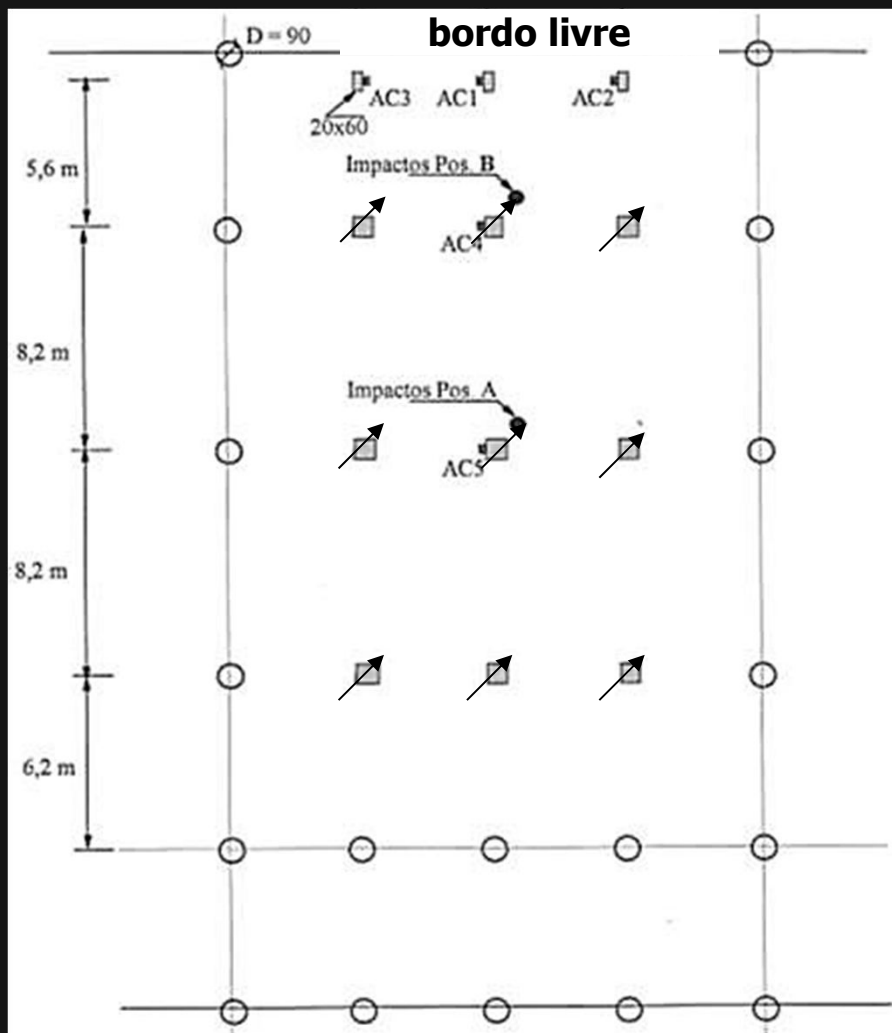 bordo livre
D = 90
AC3
AC1
AC2
20x60
5,6 m
Impactos Pos. B
AC4
8,2 m
Impactos Pos. A
AC5
8,2 m
6,2 m